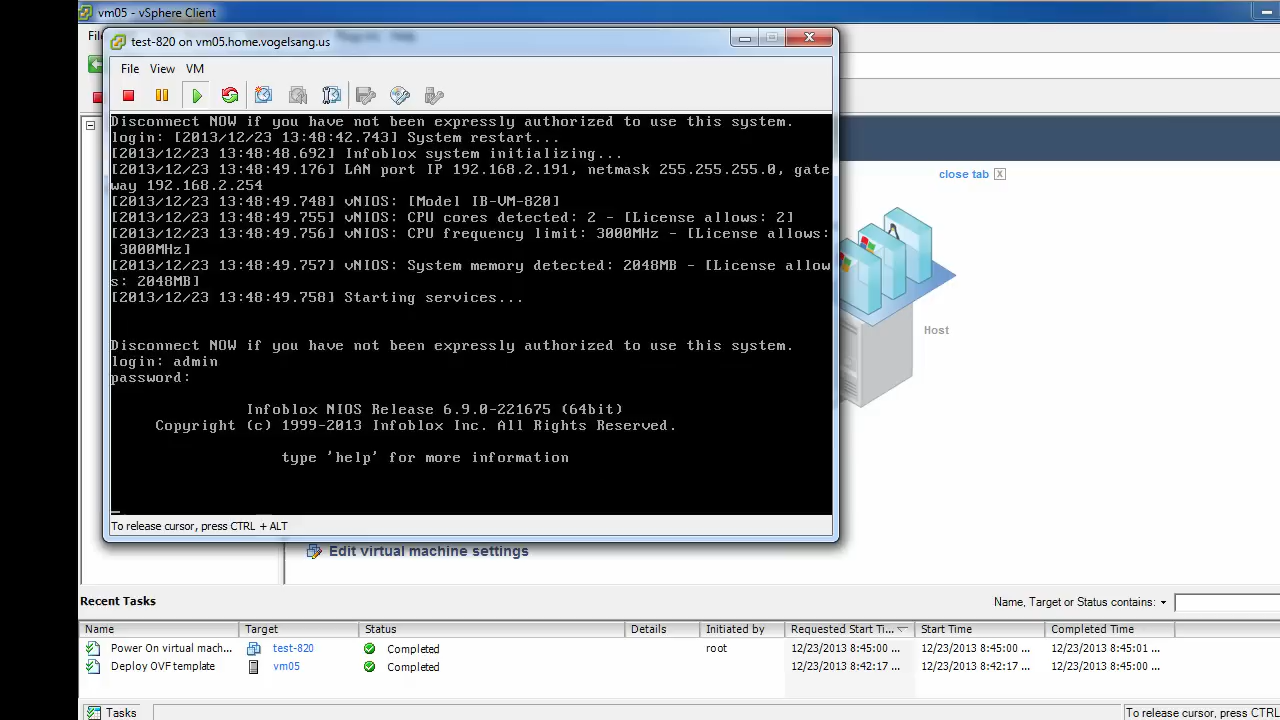 vm05 - vSphere Client
test-820 on vm05.home.vogelsang.us
File View VM
Disconnect NOW if you have not been expressly authorized to use this system.
login: [2013/12/23 13:48:42.743] System restart...
[2013/12/23 13:48:48.692] Infoblox system initializing...
[2013/12/23 13:48:49.176] LAN port IP 192.168.2.191, netmask 255.255.255.0, gate
way 192.168.2.254
[2013/12/23 13:48:49.748] vNIOS: [Model IB-VM-820]
[2013/12/23 13:48:49.755] vNIOS: CPU cores detected: 2 - [License allows: 2]
[2013/12/23 13:48:49.756] vNIOS: CPU frequency limit: 3000MHz - [License allows:
3000MHz]
[2013/12/23 13:48:49.757] vNIOS: System memory detected: 2048MB - [License allow
s: 2048MB]
[2013/12/23 13:48:49.758] Starting services...
Disconnect NOW if you have not been expressly authorized to use this system.
login: admin
password:
Infoblox NIOS Release 6.9.0-221675 (64bit)
Copyright (c) 1999-2013 Infoblox Inc. All Rights Reserved.
type 'help' for more information
To release cursor, press CTRL + ALT
close tab X
Host
Edit virtual machine settings
Recent Tasks
Name, Target or Status contains:
Name Target Status Details Initiated by Requested Start Ti... Start Time Completed Time
Power On virtual mach... test-820 Completed root 12/23/2013 8:45:00 ... 12/23/2013 8:45:00 ... 12/23/2013 8:45:01 ...
Deploy OVF template vm05 Completed 12/23/2013 8:42:17 ... 12/23/2013 8:42:17 ... 12/23/2013 8:45:00 ...
Tasks
To release cursor, press CTRL